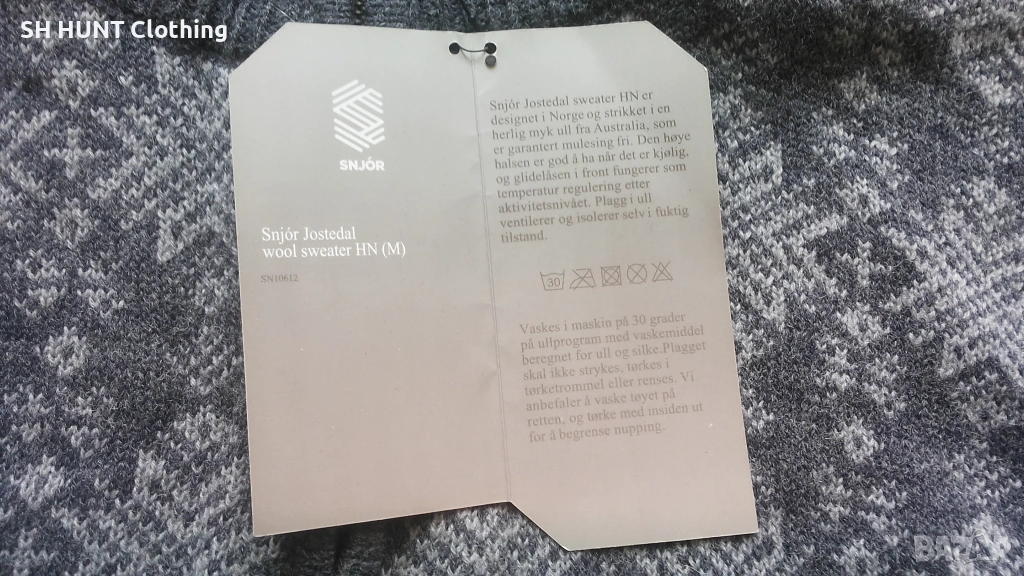 SH HUNT Clothing
SNJÓR
Snjór Jostedal
wool sweater HN (M)
SN10612
Snjór Jostedal sweater HN er
designet i Norge og strikket i en
herlig myk ull fra Australia, som
er garantert mulesing fri. Den høye
halsen er god å ha når det er kjølig,
og glidelåsen i front fungerer som
temperatur regulering etter
aktivitetsnivået. Plagg i ull
ventilerer og isolerer selv i fuktig
tilstand.
30
Vaskes i maskin på 30 grader
på ullprogram med vaskemiddel
beregnet for ull og silke.Plagget
skal ikke strykes, tørkes i
tørketrommel eller renses. Vi
anbefaler å vaske tøyet på
retten, og tørke med insiden ut
for å begrense nupping.